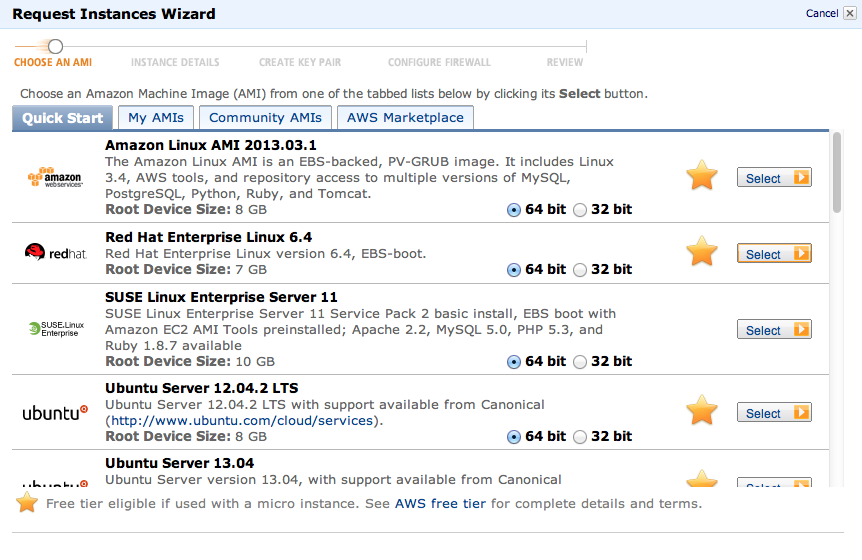 Request Instances Wizard
Cancel
CHOOSE AN AMI
INSTANCE DETAILS
CREATE KEY PAIR
CONFIGURE FIREWALL
REVIEW
Choose an Amazon Machine Image (AMI) from one of the tabbed lists below by clicking its Select button.
Quick Start
My AMIs
Community AMIs
AWS Marketplace
amazon
webservices
Amazon Linux AMI 2013.03.1
The Amazon Linux AMI is an EBS-backed, PV-GRUB image. It includes Linux
3.4, AWS tools, and repository access to multiple versions of MySQL,
PostgreSQL, Python, Ruby, and Tomcat.
Root Device Size: 8 GB
64 bit
32 bit
Select
redhat
Red Hat Enterprise Linux 6.4
Red Hat Enterprise Linux version 6.4, EBS-boot.
Root Device Size: 7 GB
64 bit
32 bit
Select
SUSE.Linux
Enterprise
SUSE Linux Enterprise Server 11
SUSE Linux Enterprise Server 11 Service Pack 2 basic install, EBS boot with
Amazon EC2 AMI Tools preinstalled; Apache 2.2, MySQL 5.0, PHP 5.3, and
Ruby 1.8.7 available
Root Device Size: 10 GB
64 bit
32 bit
Select
ubuntu
Ubuntu Server 12.04.2 LTS
Ubuntu Server 12.04.2 LTS with support available from Canonical
(http://www.ubuntu.com/cloud/services).
Root Device Size: 8 GB
64 bit
32 bit
Select
ubuntu
Ubuntu Server 13.04
Ubuntu Server version 13.04, with support available from Canonical
Select
Free tier eligible if used with a micro instance. See AWS free tier for complete details and terms.